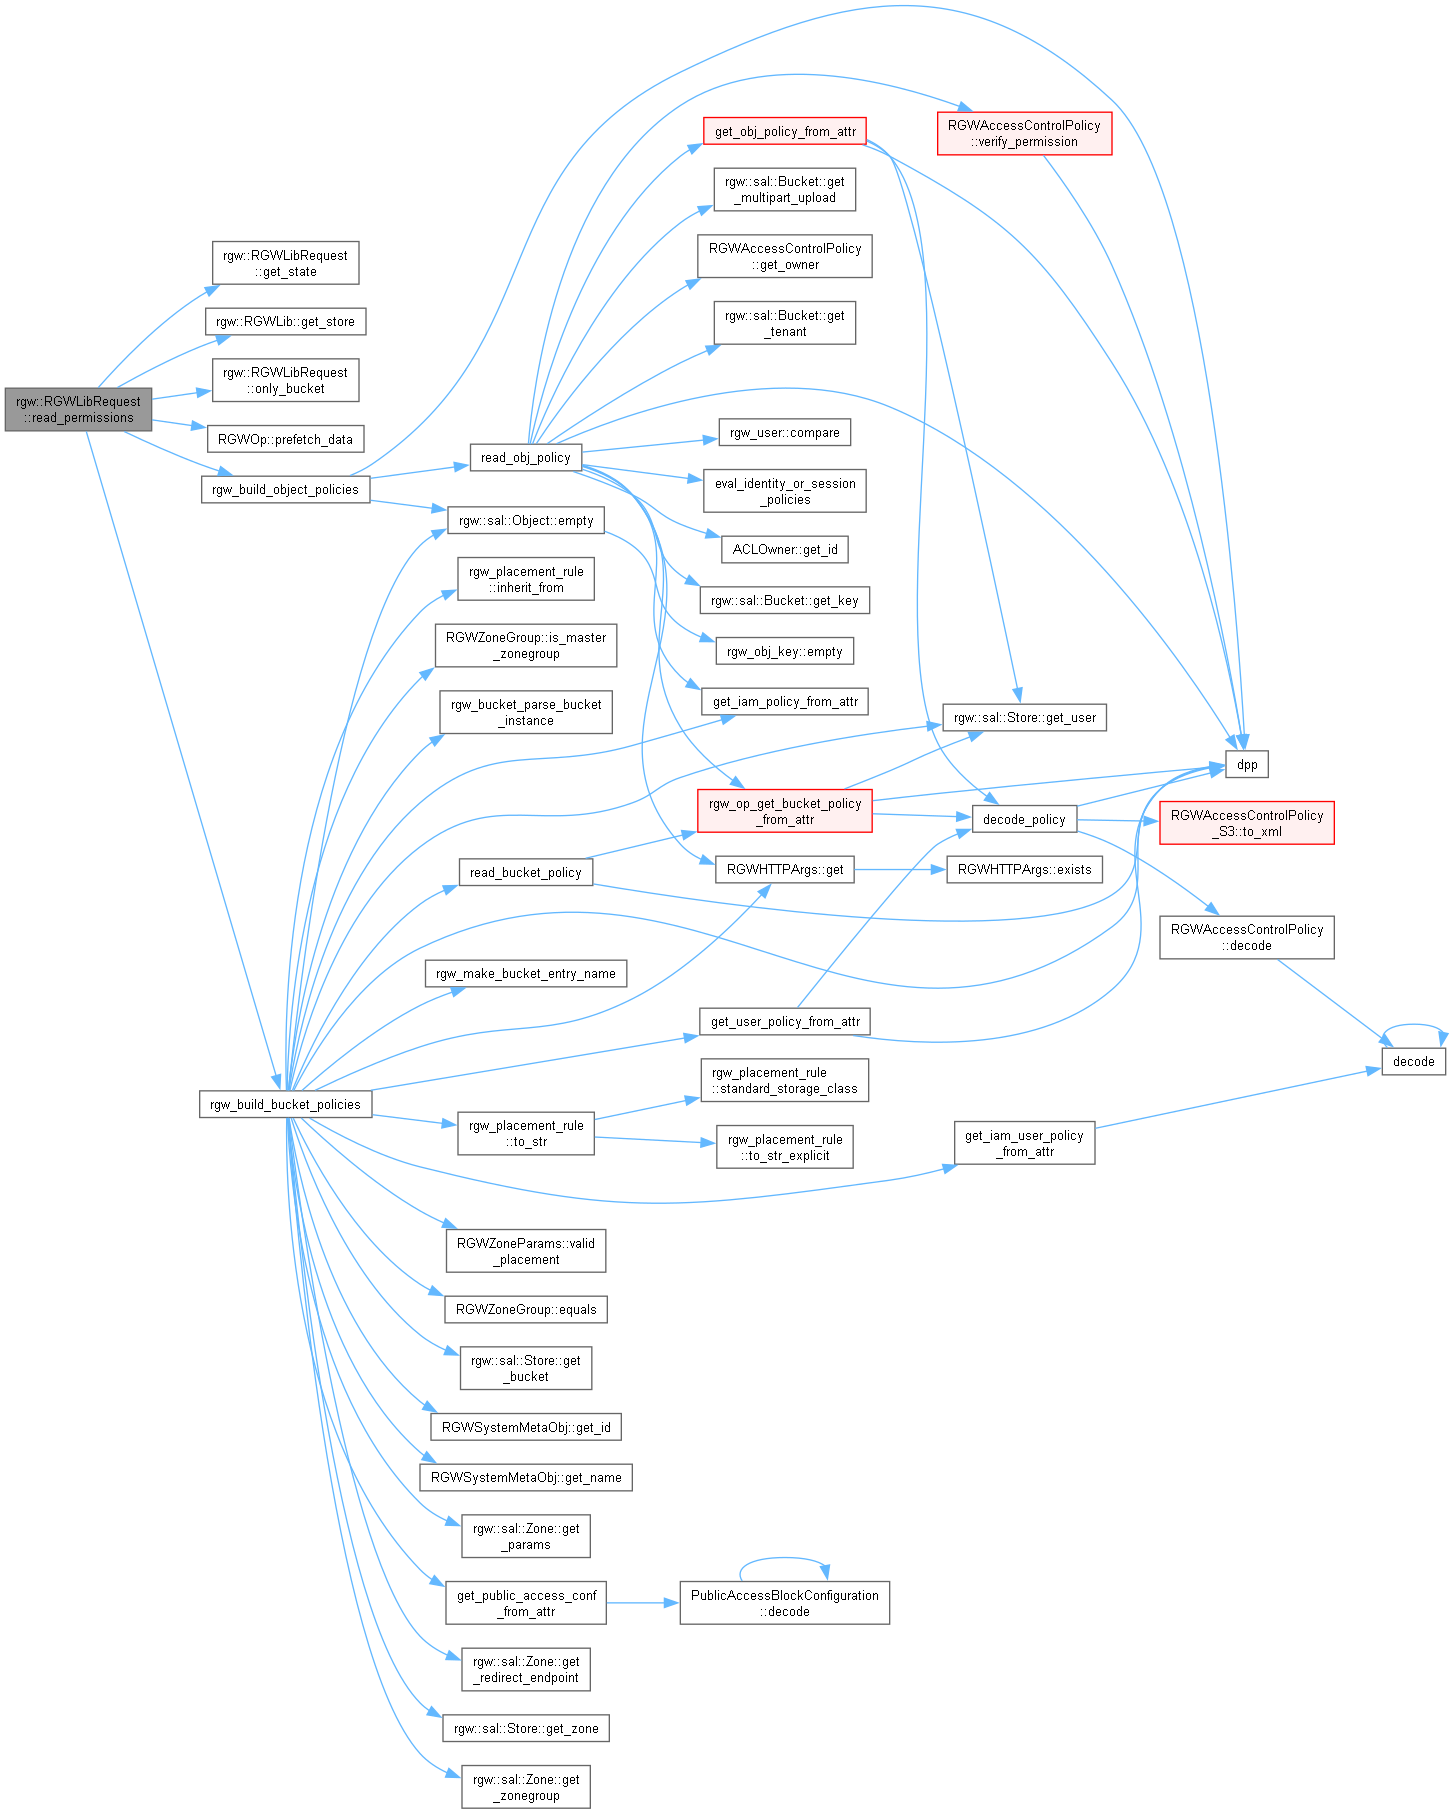 rgw::RGWLibRequest
::read_permissions
rgw::RGWLibRequest
::get_state
rgw::RGWLib::get_store
rgw::RGWLibRequest
::only_bucket
RGWOp::prefetch_data
rgw_build_object_policies
rgw_build_bucket_policies
read_obj_policy
rgw::sal::Object::empty
rgw_placement_rule
::inherit_from
RGWZoneGroup::is_master
_zonegroup
rgw_bucket_parse_bucket
_instance
read_bucket_policy
rgw_make_bucket_entry_name
rgw_placement_rule
::to_str
RGWZoneParams::valid
_placement
RGWZoneGroup::equals
rgw::sal::Store::get
_bucket
RGWSystemMetaObj::get_id
RGWSystemMetaObj::get_name
rgw::sal::Zone::get
_params
get_public_access_conf
_from_attr
rgw::sal::Zone::get
_redirect_endpoint
rgw::sal::Store::get_zone
rgw::sal::Zone::get
_zonegroup
get_obj_policy_from_attr
rgw::sal::Bucket::get
_multipart_upload
RGWAccessControlPolicy
::get_owner
rgw::sal::Bucket::get
_tenant
rgw_user::compare
eval_identity_or_session
_policies
ACLOwner::get_id
rgw::sal::Bucket::get_key
rgw_obj_key::empty
get_iam_policy_from_attr
rgw_op_get_bucket_policy
_from_attr
RGWHTTPArgs::get
get_user_policy_from_attr
rgw_placement_rule
::standard_storage_class
rgw_placement_rule
::to_str_explicit
PublicAccessBlockConfiguration
::decode
RGWAccessControlPolicy
::verify_permission
rgw::sal::Store::get_user
decode_policy
RGWHTTPArgs::exists
get_iam_user_policy
_from_attr
dpp
RGWAccessControlPolicy
_S3::to_xml
RGWAccessControlPolicy
::decode
decode